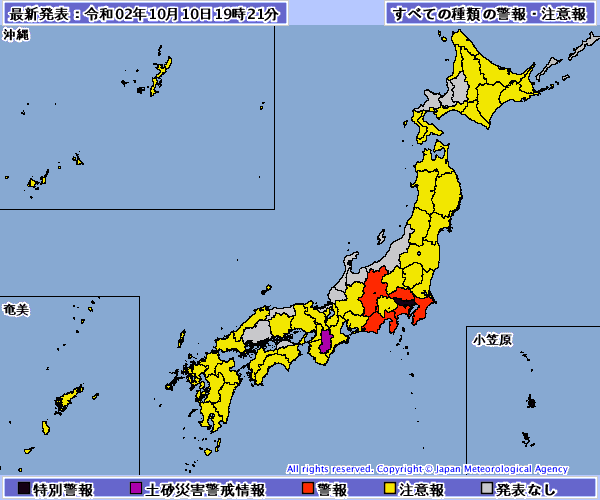 最新発表：令和02年10月10日19時21分
すべての種類の警報・注意報
沖縄
奄美
小笠原
All rights reserved. Copyright © Japan Meteorological Agency
特別警報
土砂災害警戒情報
警報
注意報
発表なし